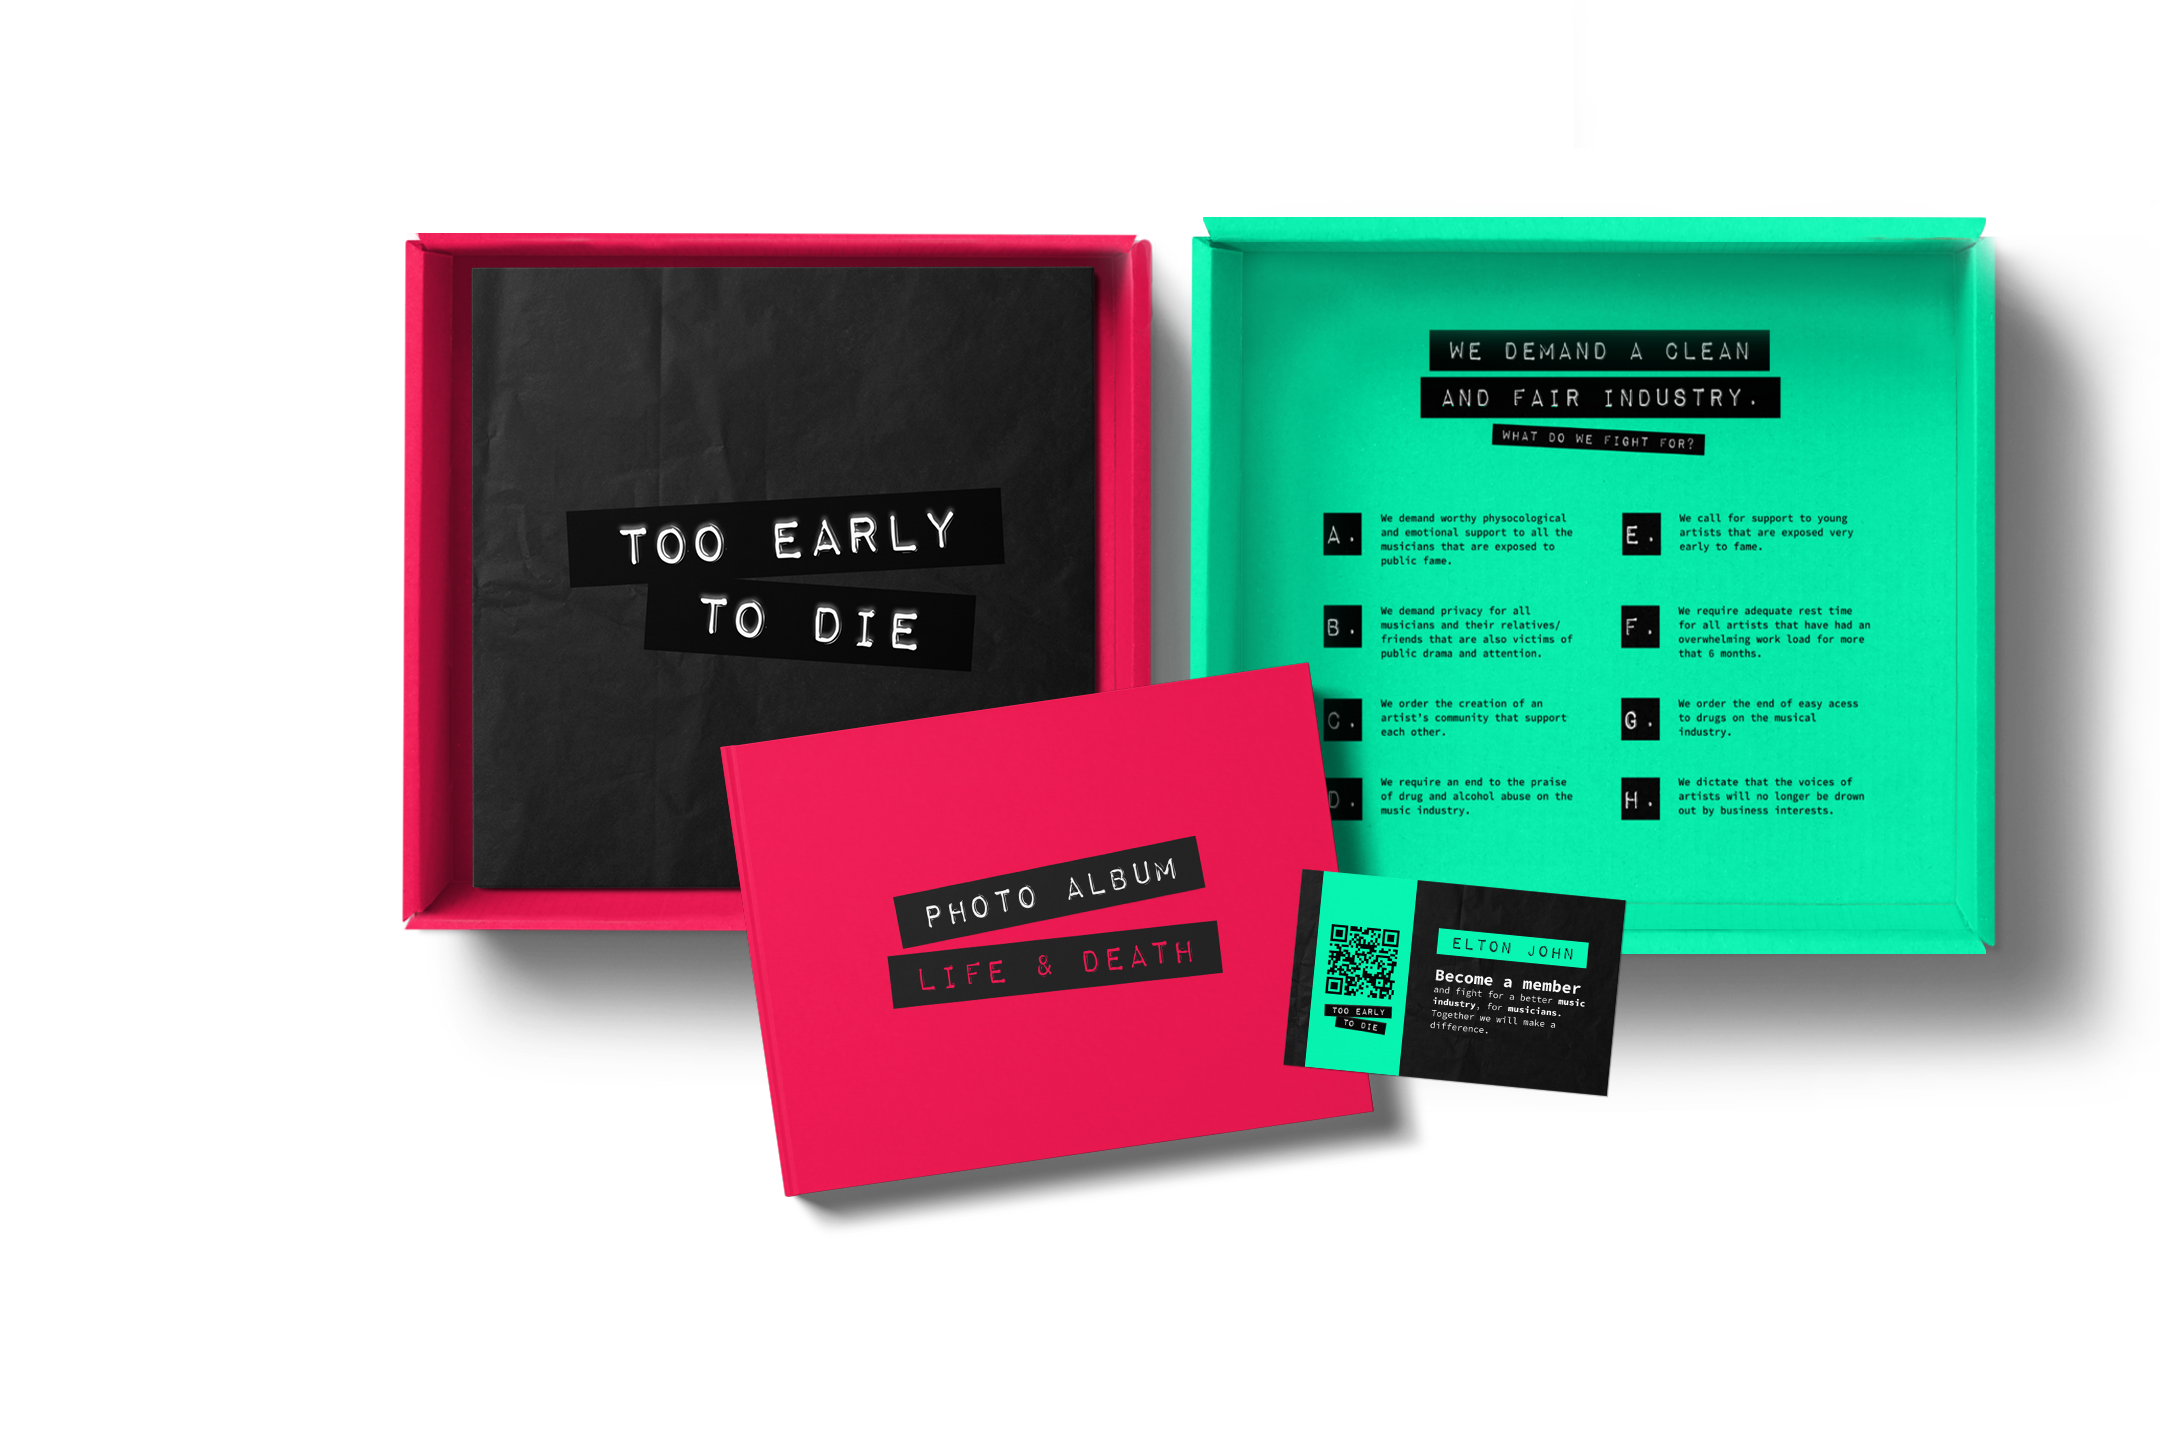 TOO EARLY
TO DIE
WE DEMAND A CLEAN
AND FAIR INDUSTRY.
WHAT DO WE FIGHT FOR?
A.
We demand worthy physocological
and emotional support to all the
musicians that are exposed to
public fame.
B.
We demand privacy for all
musicians and their relatives/
friends that are also victims of
public drama and attention.
C.
We order the creation of an
artist's community that support
each other.
D.
We require an end to the praise
of drug and alcohol abuse on the
music industry.
E.
We call for support to young
artists that are exposed very
early to fame.
F.
We require adequate rest time
for all artists that have had an
overwhelming work load for more
that 6 months.
G.
We order the end of easy acess
to drugs on the musical
industry.
H.
We dictate that the voices of
artists will no longer be drown
out by business interests.
PHOTO ALBUM
LIFE & DEATH
TOO EARLY
TO DIE
ELTON JOHN
Become a member
and fight for a better music
industry, for musicians.
Together we will make a
difference.